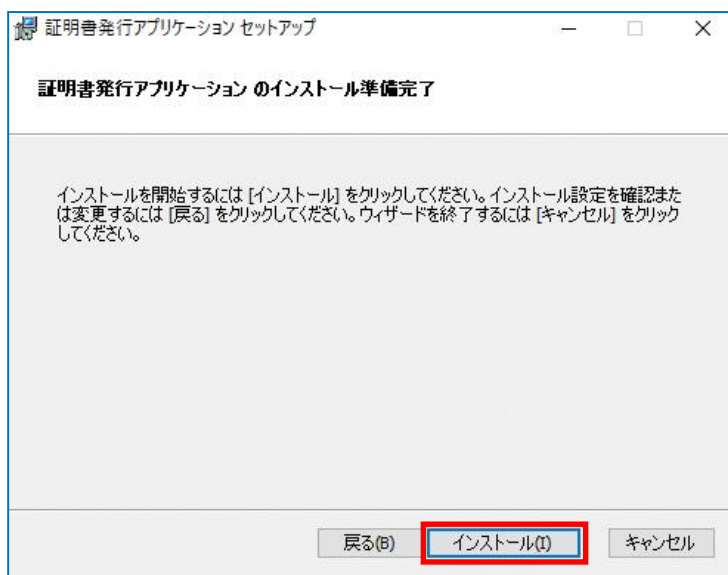 証明書発行アプリケーション セットアップ
証明書発行アプリケーション のインストール準備完了
インストールを開始するには [インストール] をクリックしてください。インストール設定を確認また
は変更するには [戻る] をクリックしてください。ウィザードを終了するには [キャンセル] をクリック
してください。
戻る(B) インストール(I) キャンセル